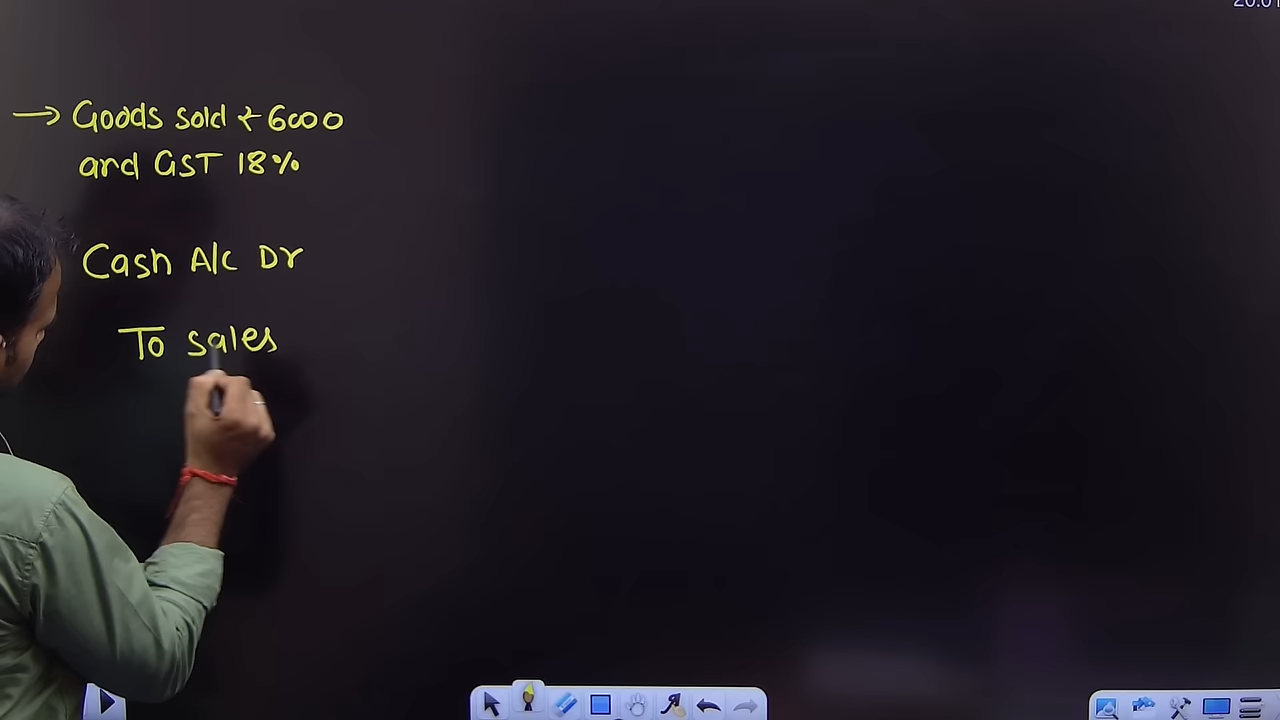 → Goods sold ₹ 6000
and GST 18%
Cash A/c Dr
To sales